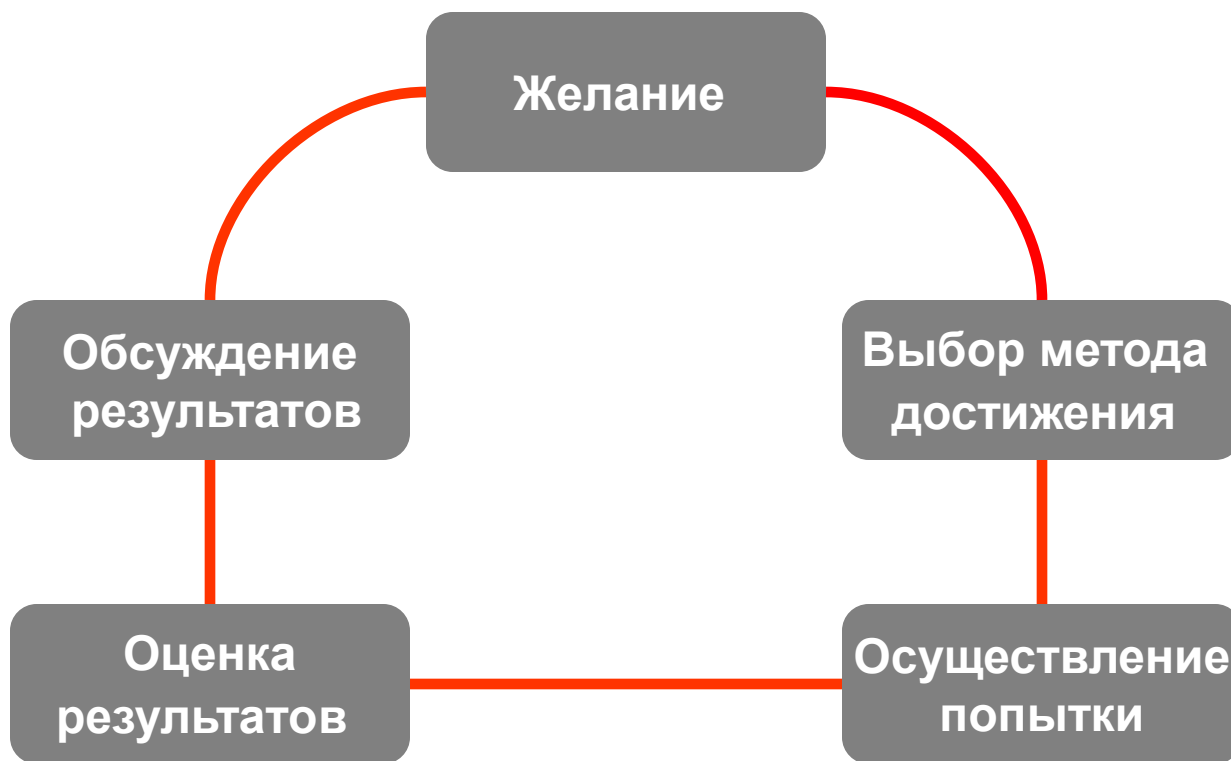 Желание
Обсуждение
результатов
Выбор метода
достижения
Оценка
результатов
Осуществление
попытки